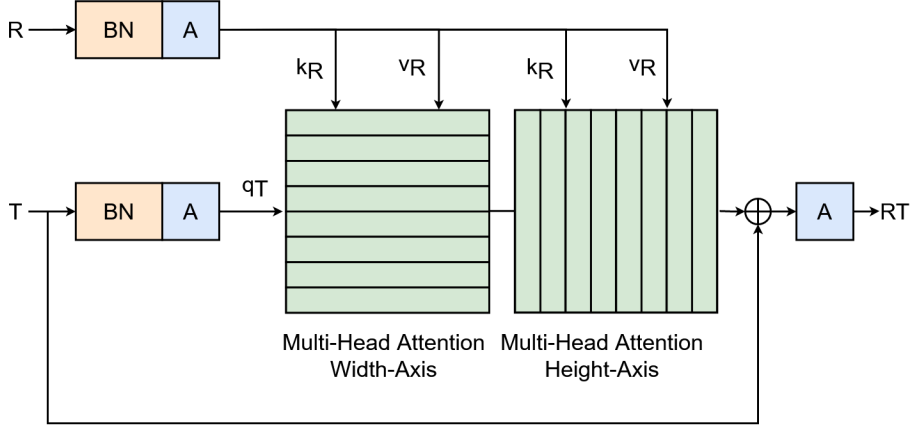 R
BN
A
kR
vR
kR
vR
T
BN
A
qT
A
RT
Multi-Head Attention
Width-Axis
Multi-Head Attention
Height-Axis